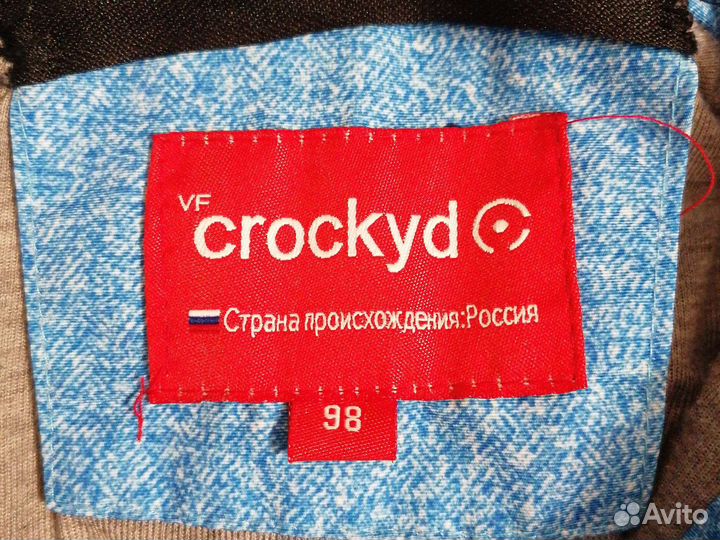 VF
crockyd
Страна происхождения:Россия
98
Avito